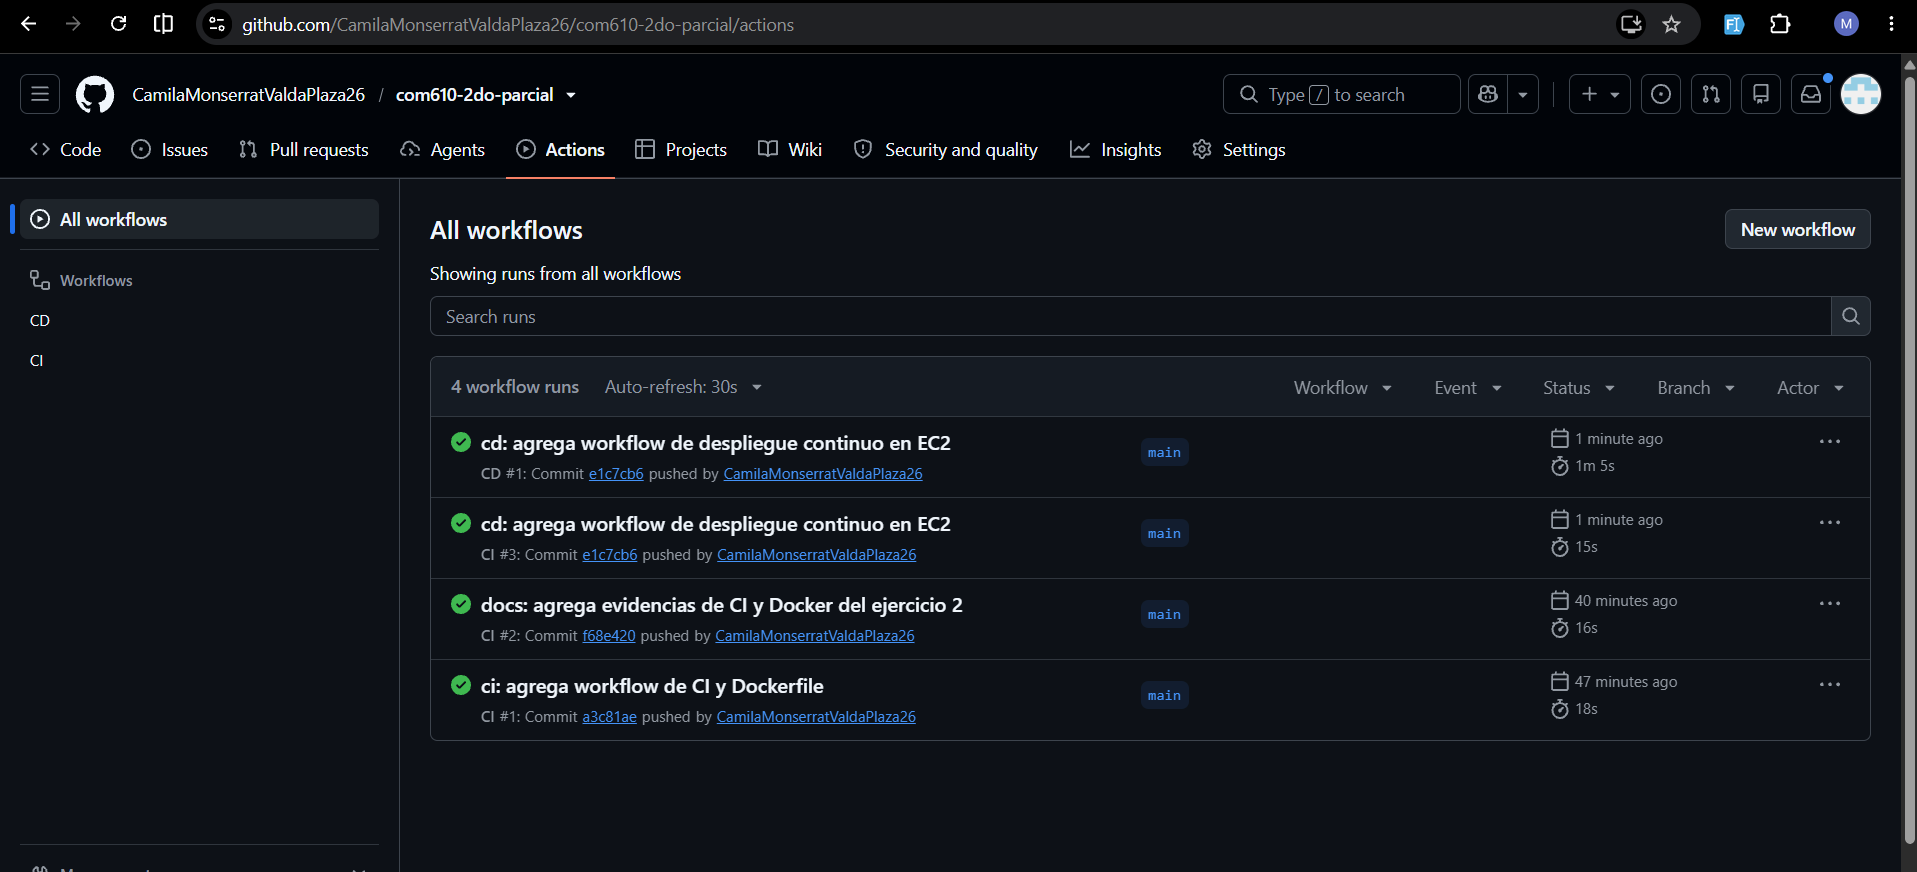 github.com/CamilaMonserratValdaPlaza26/com610-2do-parcial/actions
M
CamilaMonserratValdaPlaza26 / com610-2do-parcial
Type / to search
Code Issues Pull requests Agents Actions Projects Wiki Security and quality Insights Settings
All workflows
Workflows
CD
CI
All workflows
New workflow
Showing runs from all workflows
Search runs
4 workflow runs Auto-refresh: 30s Workflow Event Status Branch Actor
cd: agrega workflow de despliegue continuo en EC2
CD #1: Commit e1c7cb6 pushed by CamilaMonserratValdaPlaza26
main
1 minute ago
1m 5s
cd: agrega workflow de despliegue continuo en EC2
CI #3: Commit e1c7cb6 pushed by CamilaMonserratValdaPlaza26
main
1 minute ago
15s
docs: agrega evidencias de CI y Docker del ejercicio 2
CI #2: Commit f68e420 pushed by CamilaMonserratValdaPlaza26
main
40 minutes ago
16s
ci: agrega workflow de CI y Dockerfile
CI #1: Commit a3c81ae pushed by CamilaMonserratValdaPlaza26
main
47 minutes ago
18s